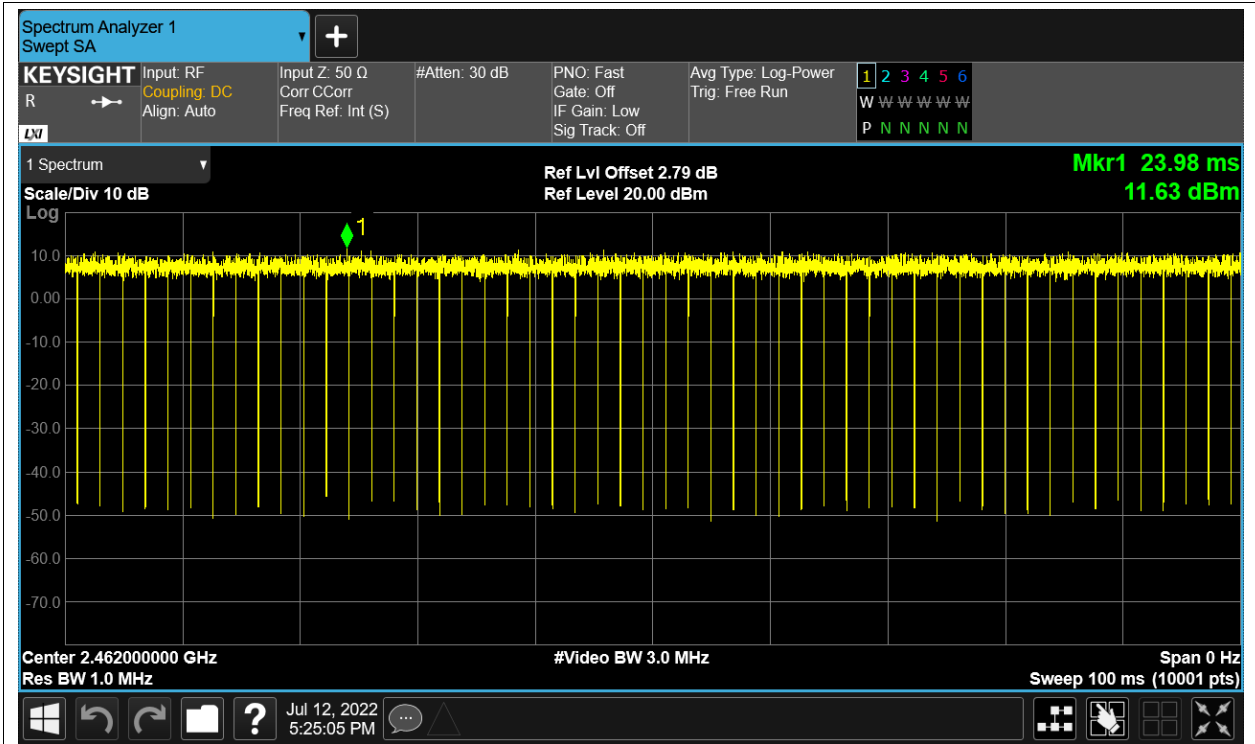 Spectrum Analyzer 1
Swept SA
+
KEYSIGHT
R
LXI
Input: RF
Coupling: DC
Align: Auto
Input Z: 50 Ω
Corr CCorr
Freq Ref: Int (S)
#Atten: 30 dB
PNO: Fast
Gate: Off
IF Gain: Low
Sig Track: Off
Avg Type: Log-Power
Trig: Free Run
1 2 3 4 5 6
W W W W W W
P N N N N N
1 Spectrum
Scale/Div 10 dB
Log
Ref Lvl Offset 2.79 dB
Ref Level 20.00 dBm
Mkr1 23.98 ms
11.63 dBm
1
10.0
0.00
-10.0
-20.0
-30.0
-40.0
-50.0
-60.0
-70.0
Center 2.462000000 GHz
Res BW 1.0 MHz
#Video BW 3.0 MHz
Span 0 Hz
Sweep 100 ms (10001 pts)
?
Jul 12, 2022
5:25:05 PM